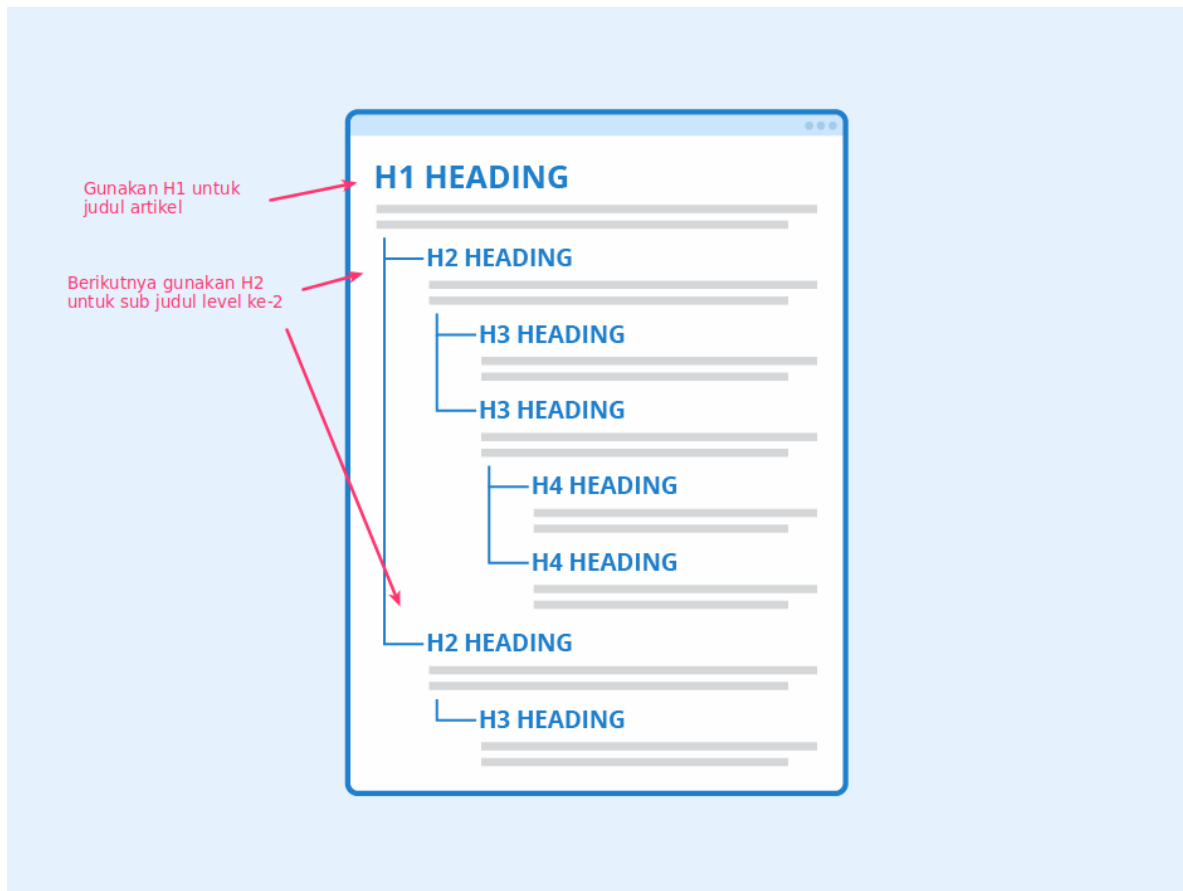 H1 HEADING
Gunakan H1 untuk
judul artikel
H2 HEADING
Berikutnya gunakan H2
untuk sub judul level ke-2
H3 HEADING
H3 HEADING
H4 HEADING
H4 HEADING
H2 HEADING
H3 HEADING